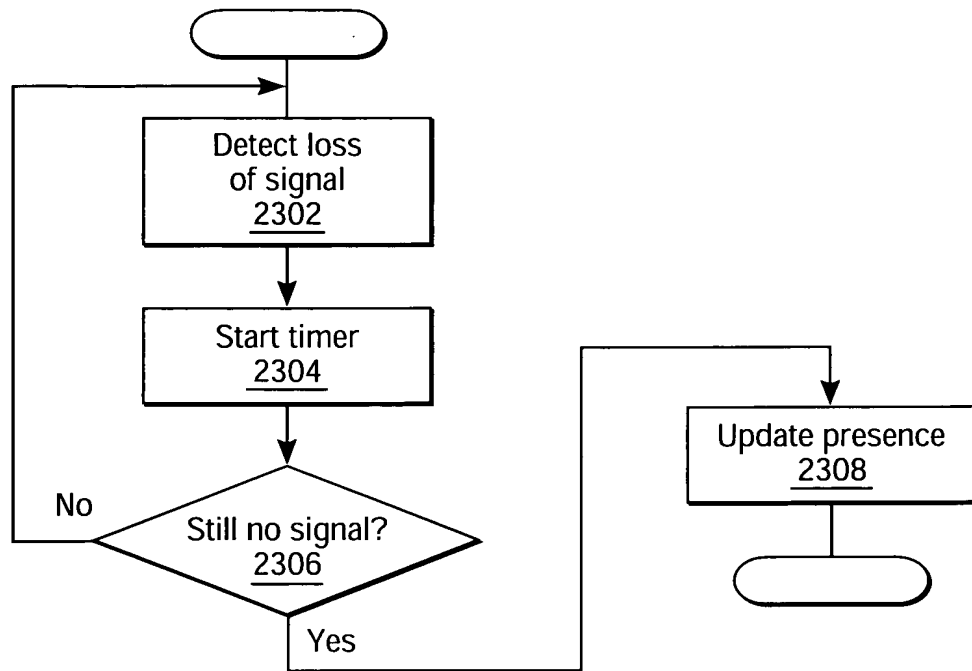 Detect loss
of signal
2302
Start timer
2304
Still no signal?
2306
No
Yes
Update presence
2308